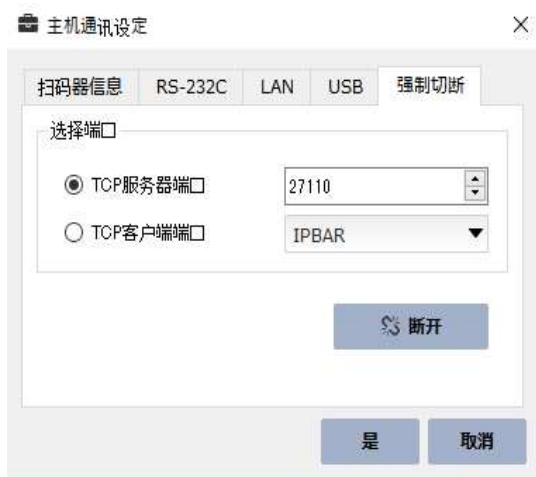 主机通讯设定
扫码器信息 RS-232C LAN USB 强制切断
选择端口
TCP服务器端口 27110
TCP客户端端口 IPBAR
断开
是 取消